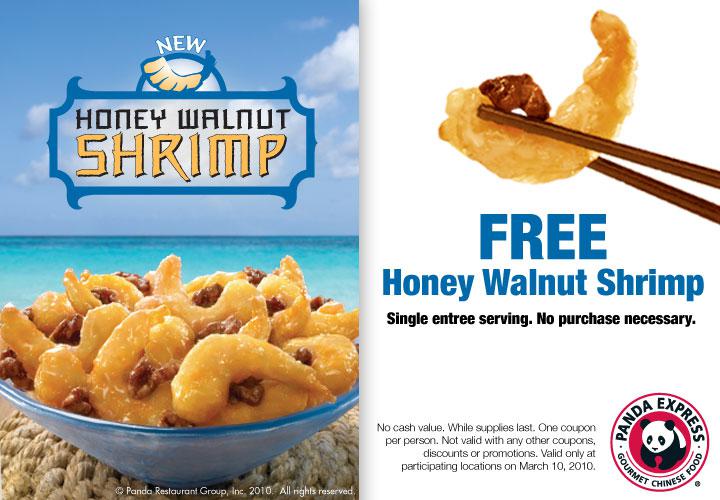 NEW
HONEY WALNUT
SHRIMP
© Panda Restaurant Group, Inc. 2010. All rights reserved.
FREE
Honey Walnut Shrimp
Single entree serving. No purchase necessary.
No cash value. While supplies last. One coupon
per person. Not valid with any other coupons,
discounts or promotions. Valid only at
participating locations on March 10, 2010.
PANDA EXPRESS
GOURMET CHINESE FOOD
®